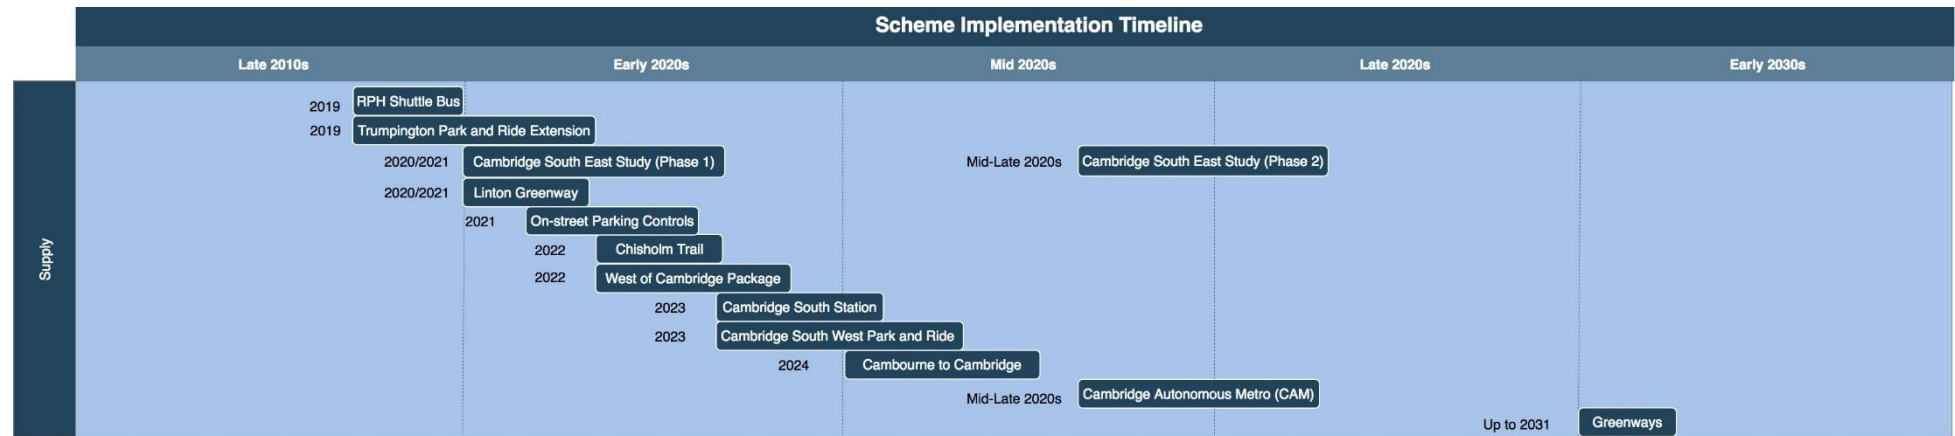 Scheme Implementation Timeline
Late 2010s Early 2020s Mid 2020s Late 2020s Early 2030s
Supply
2019 RPH Shuttle Bus
2019 Trumpington Park and Ride Extension
2020/2021 Cambridge South East Study (Phase 1) Mid-Late 2020s Cambridge South East Study (Phase 2)
2020/2021 Linton Greenway
2021 On-street Parking Controls
2022 Chisholm Trail
2022 West of Cambridge Package
2023 Cambridge South Station
2023 Cambridge South West Park and Ride
2024 Cambourne to Cambridge
Mid-Late 2020s Cambridge Autonomous Metro (CAM)
Up to 2031 Greenways